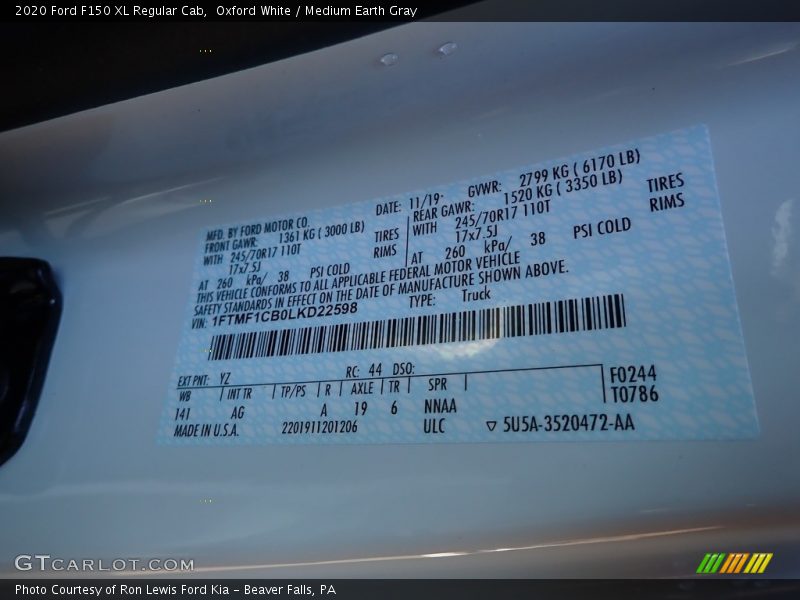 2020 Ford F150 XL Regular Cab,  Oxford White / Medium Earth Gray
MFD. BY FORD MOTOR CO.
DATE: 11/19
GVWR: 2799 KG ( 6170 LB)
FRONT GAWR: 1361 KG ( 3000 LB)
REAR GAWR: 1520 KG ( 3350 LB)
WITH 245/70R17 110T TIRES
WITH 245/70R17 110T TIRES
17x7.5J RIMS
17x7.5J RIMS
AT 260 kPa/ 38 PSI COLD
AT 260 kPa/ 38 PSI COLD
THIS VEHICLE CONFORMS TO ALL APPLICABLE FEDERAL MOTOR VEHICLE
SAFETY STANDARDS IN EFFECT ON THE DATE OF MANUFACTURE SHOWN ABOVE.
VIN: 1FTMF1CB0LKD22598
TYPE: Truck
EXT PNT: YZ RC: 44 DSO:
WB INT TR TP/PS R AXLE TR SPR
F0244
141 AG A 19 6 NNAA
T0786
MADE IN U.S.A. 2201911201206 ULC ▽ 5U5A-3520472-AA
GTCARLOT.COM
Photo Courtesy of Ron Lewis Ford Kia - Beaver Falls, PA